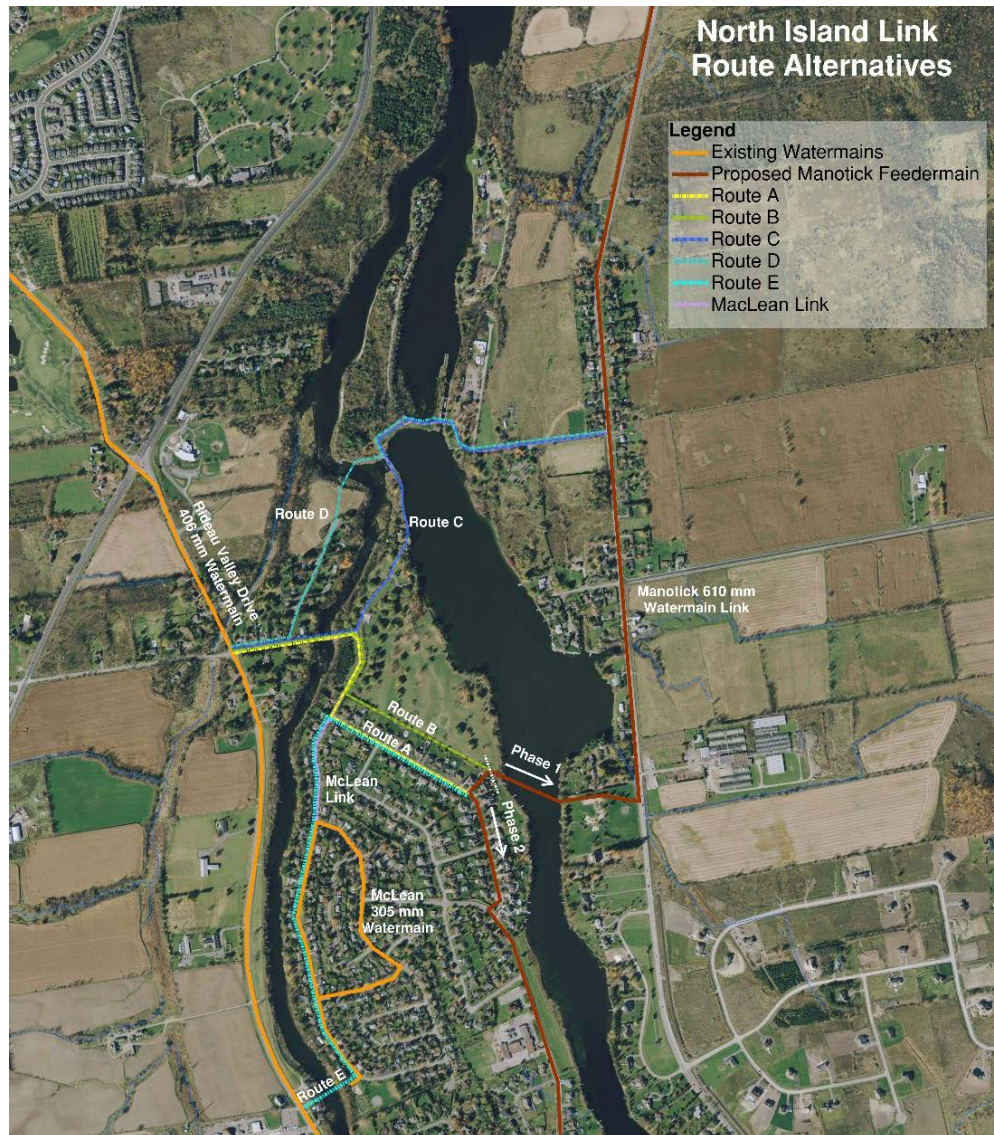 North Island Link
Route Alternatives
Legend
Existing Watermains
Proposed Manotick Feedermain
Route A
Route B
Route C
Route D
Route E
MacLean Link
Rideau Valley Drive
406 mm Watermain
Route D
Route C
Manotick 610 mm
Watermain Link
Route B
Route A
Phase 1
McLean
Link
Phase 2
McLean
305 mm
Watermain
Route E